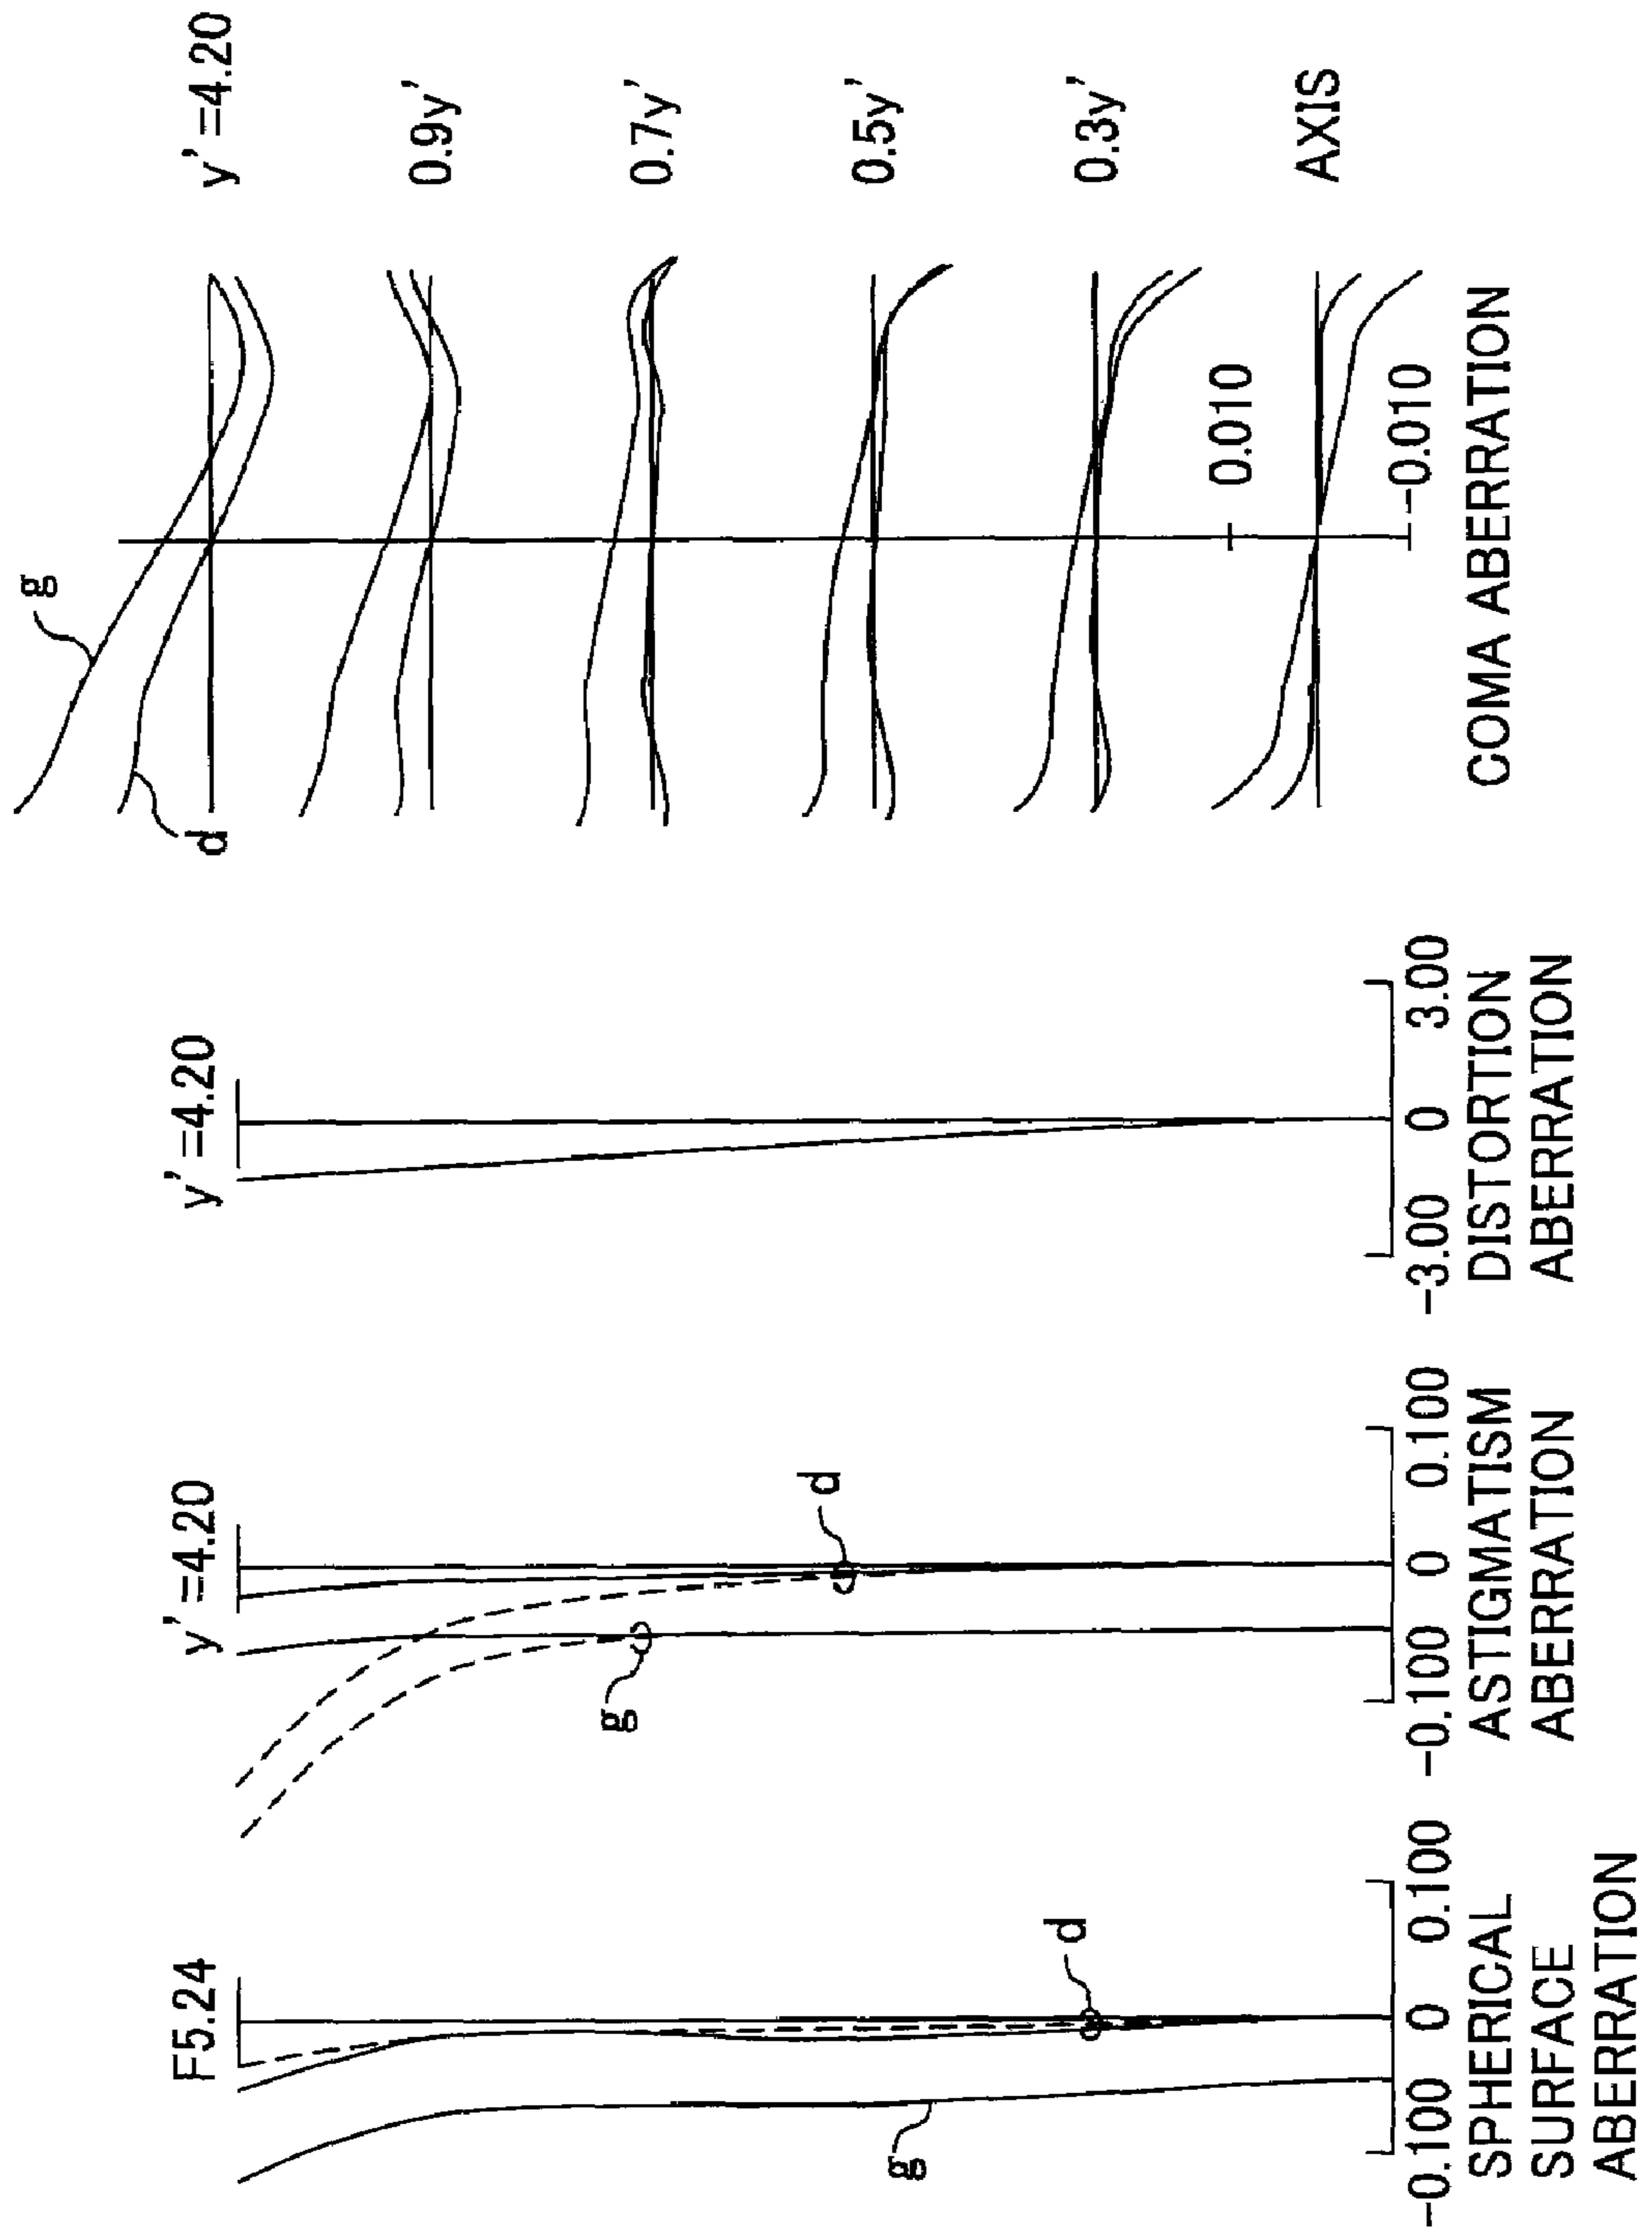 F5.24
d
g
-0.100 0 0.100
SPHERICAL
SURFACE
ABERRATION
y'=4.20
d
g
-0.100 0 0.100
ASTIGMATISM
ABERRATION
y'=4.20
-3.00 0 3.00
DISTORTION
ABERRATION
g
d
y'=4.20
0.9y'
0.7y'
0.5y'
0.3y'
AXIS
0.010
-0.010
COMA ABERRATION